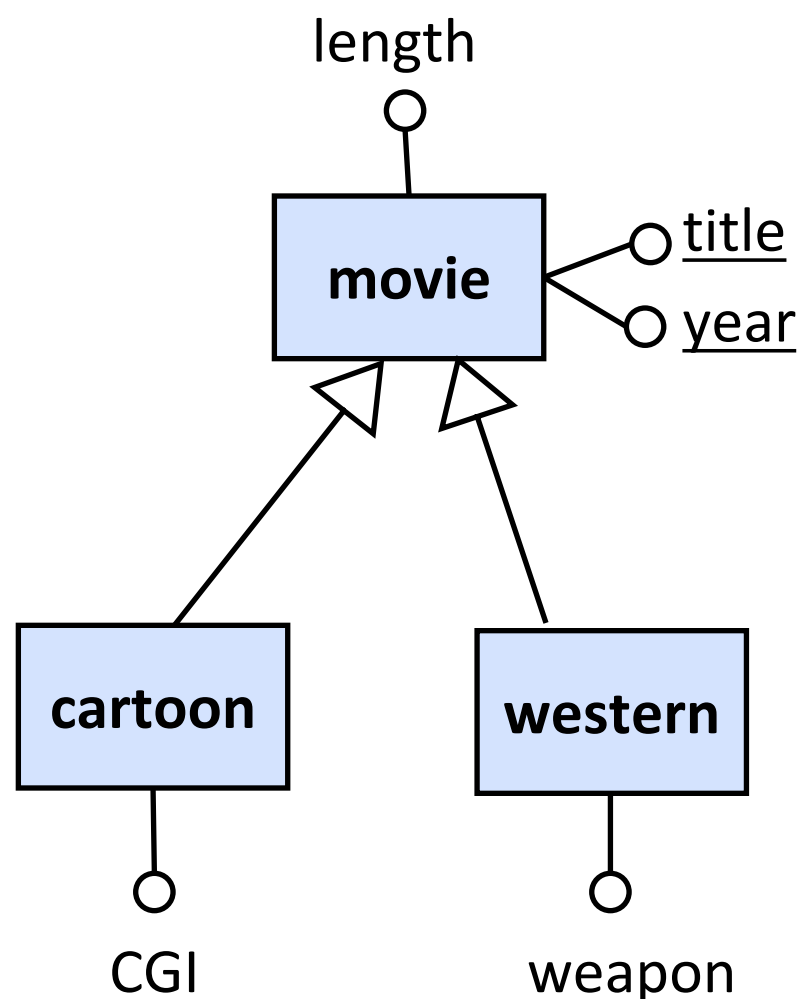 length
title
movie
year
cartoon
western
CGI
weapon